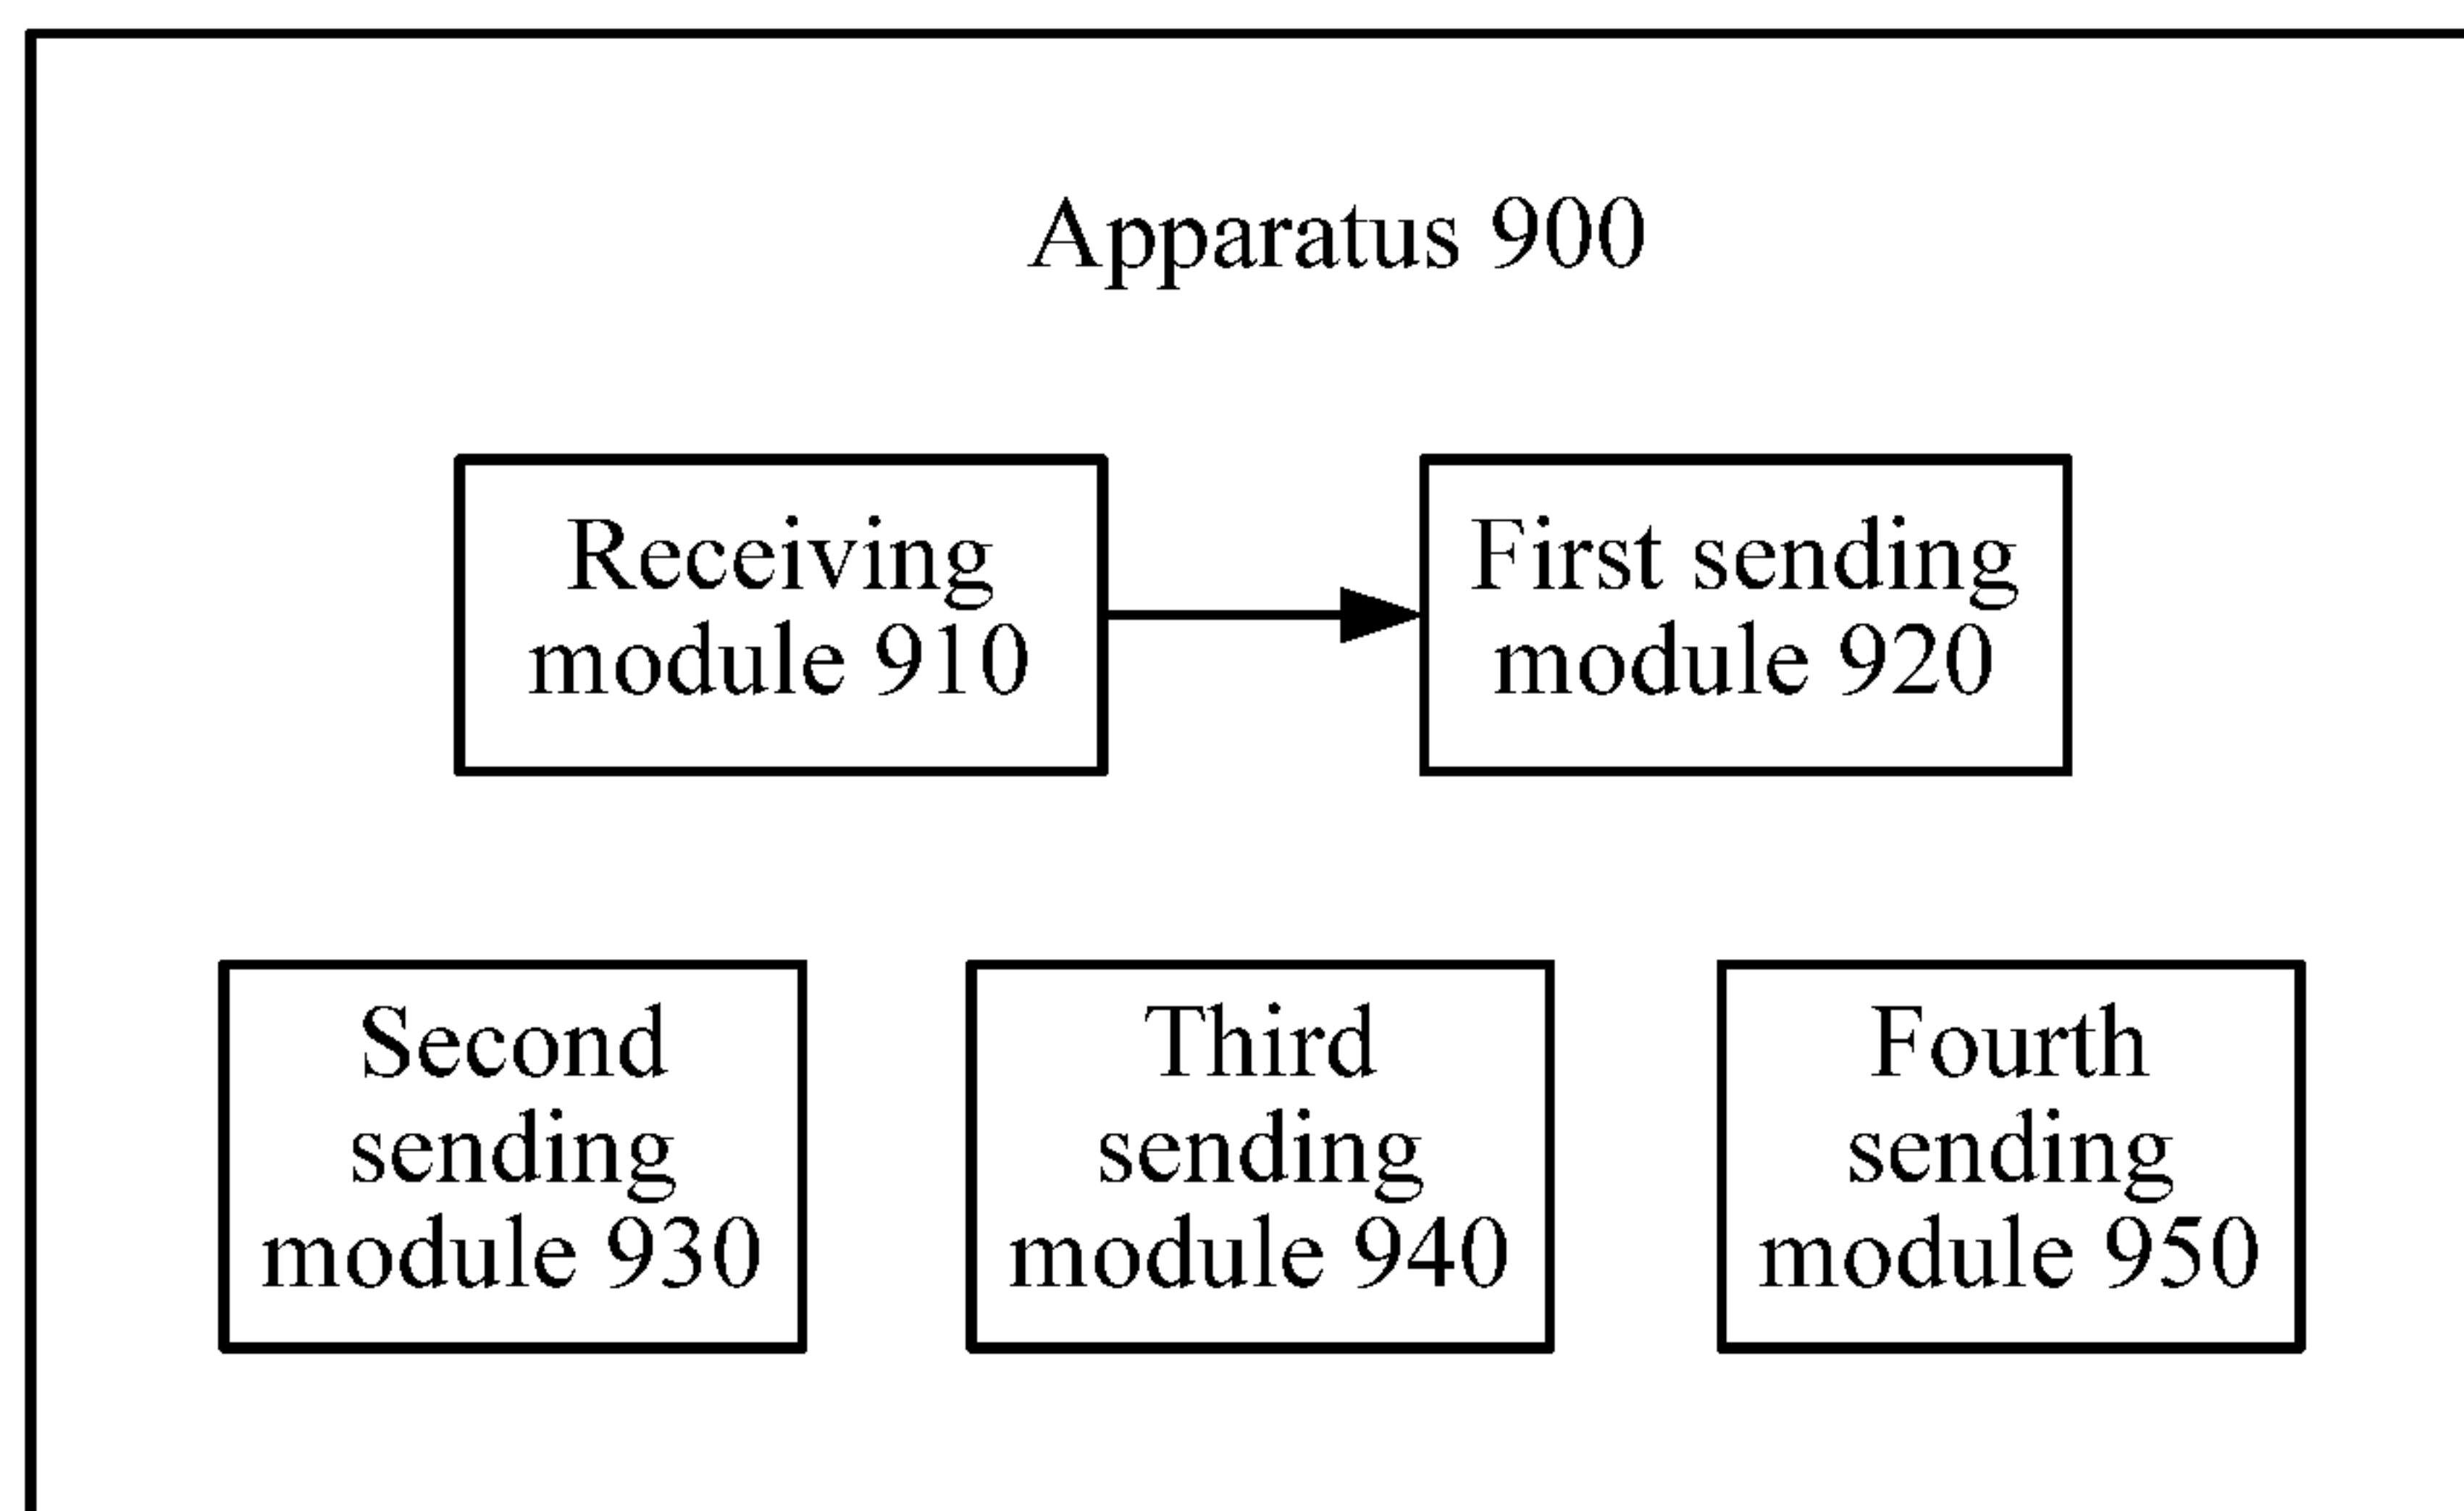 Apparatus 900
Receiving
module 910
First sending
module 920
Second
sending
module 930
Third
sending
module 940
Fourth
sending
module 950